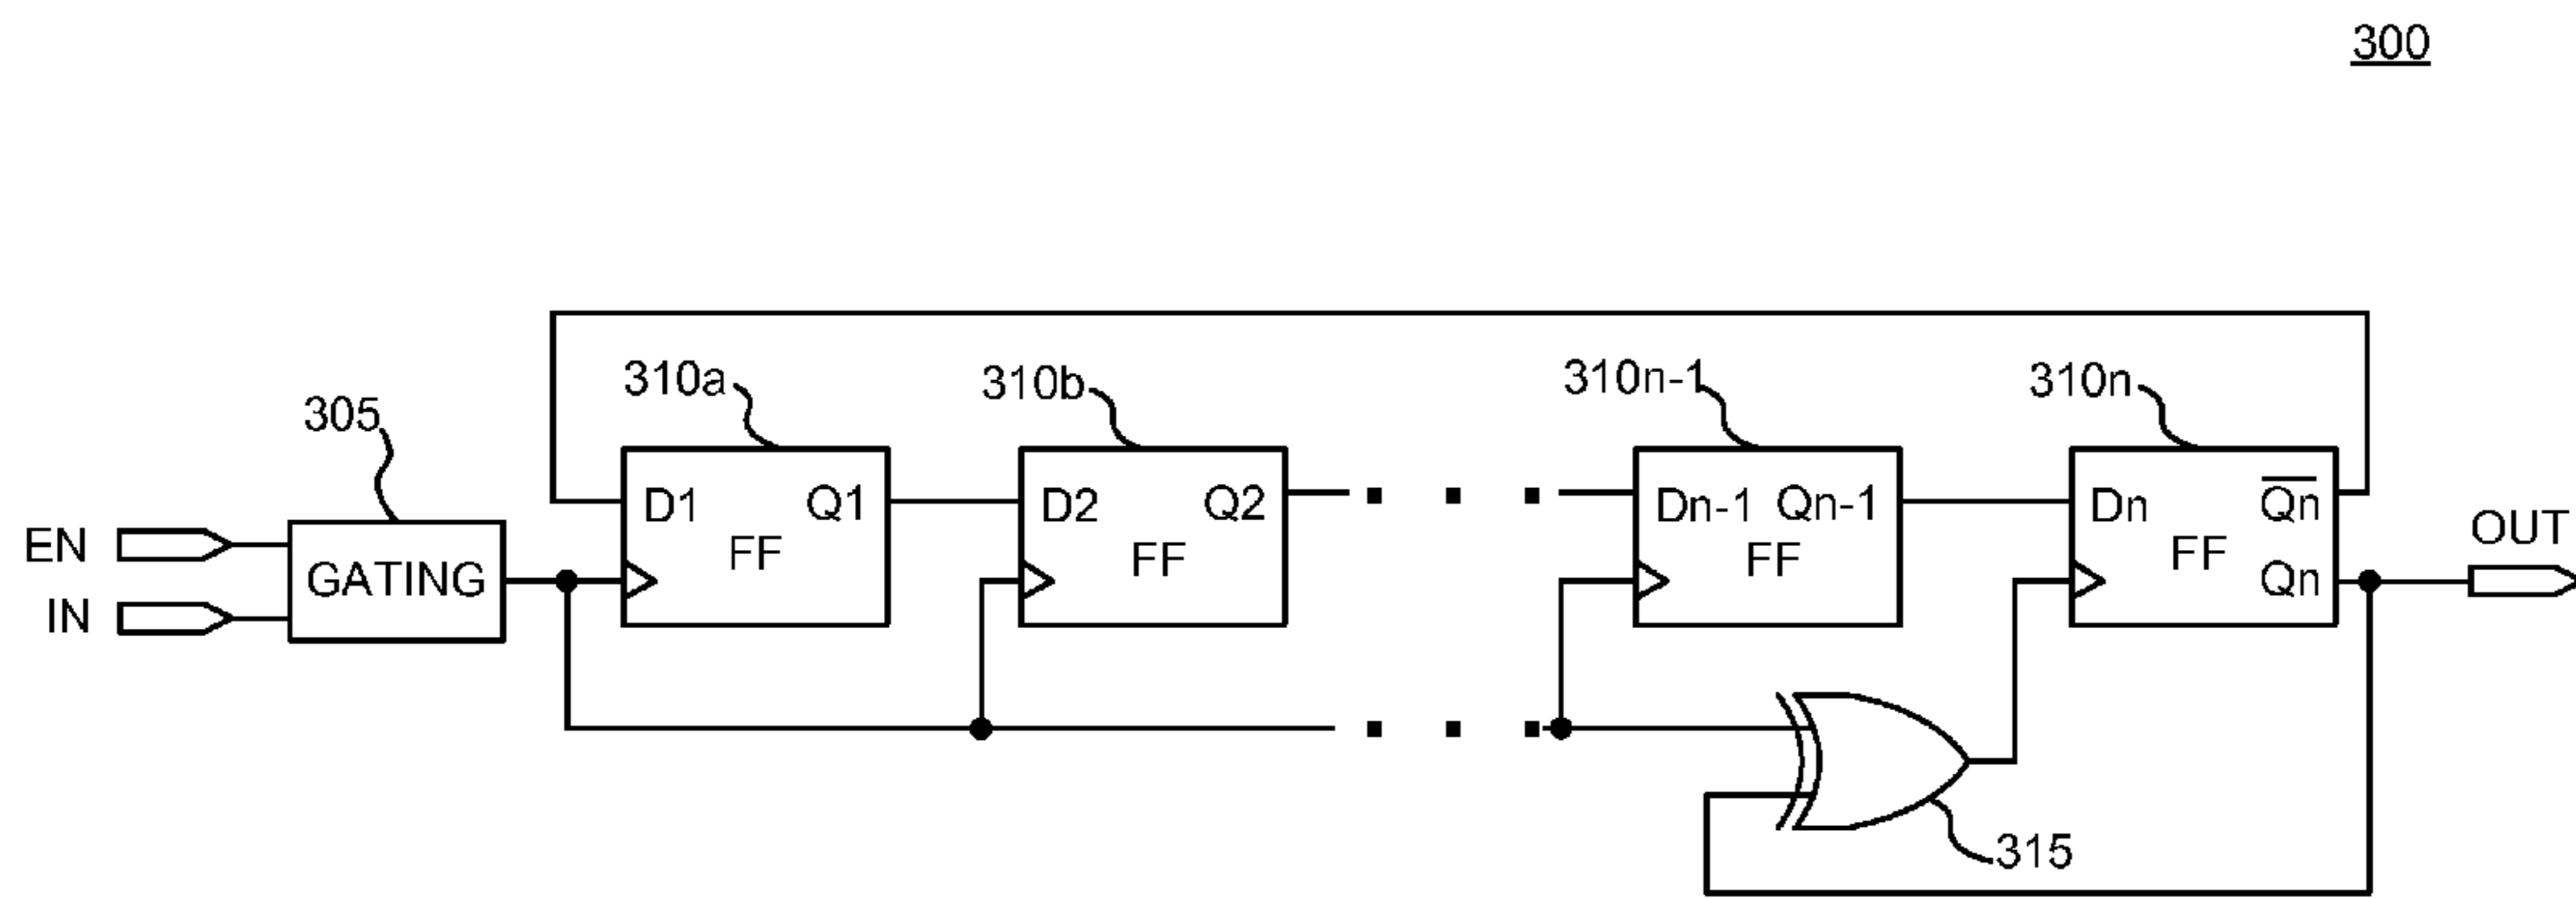 300
310a
310b
310n-1
310n
305
D1
Q1
FF
D2
Q2
FF
Dn-1
Qn-1
FF
Dn
Q̅n̅
FF
Qn
OUT
EN
IN
GATING
315